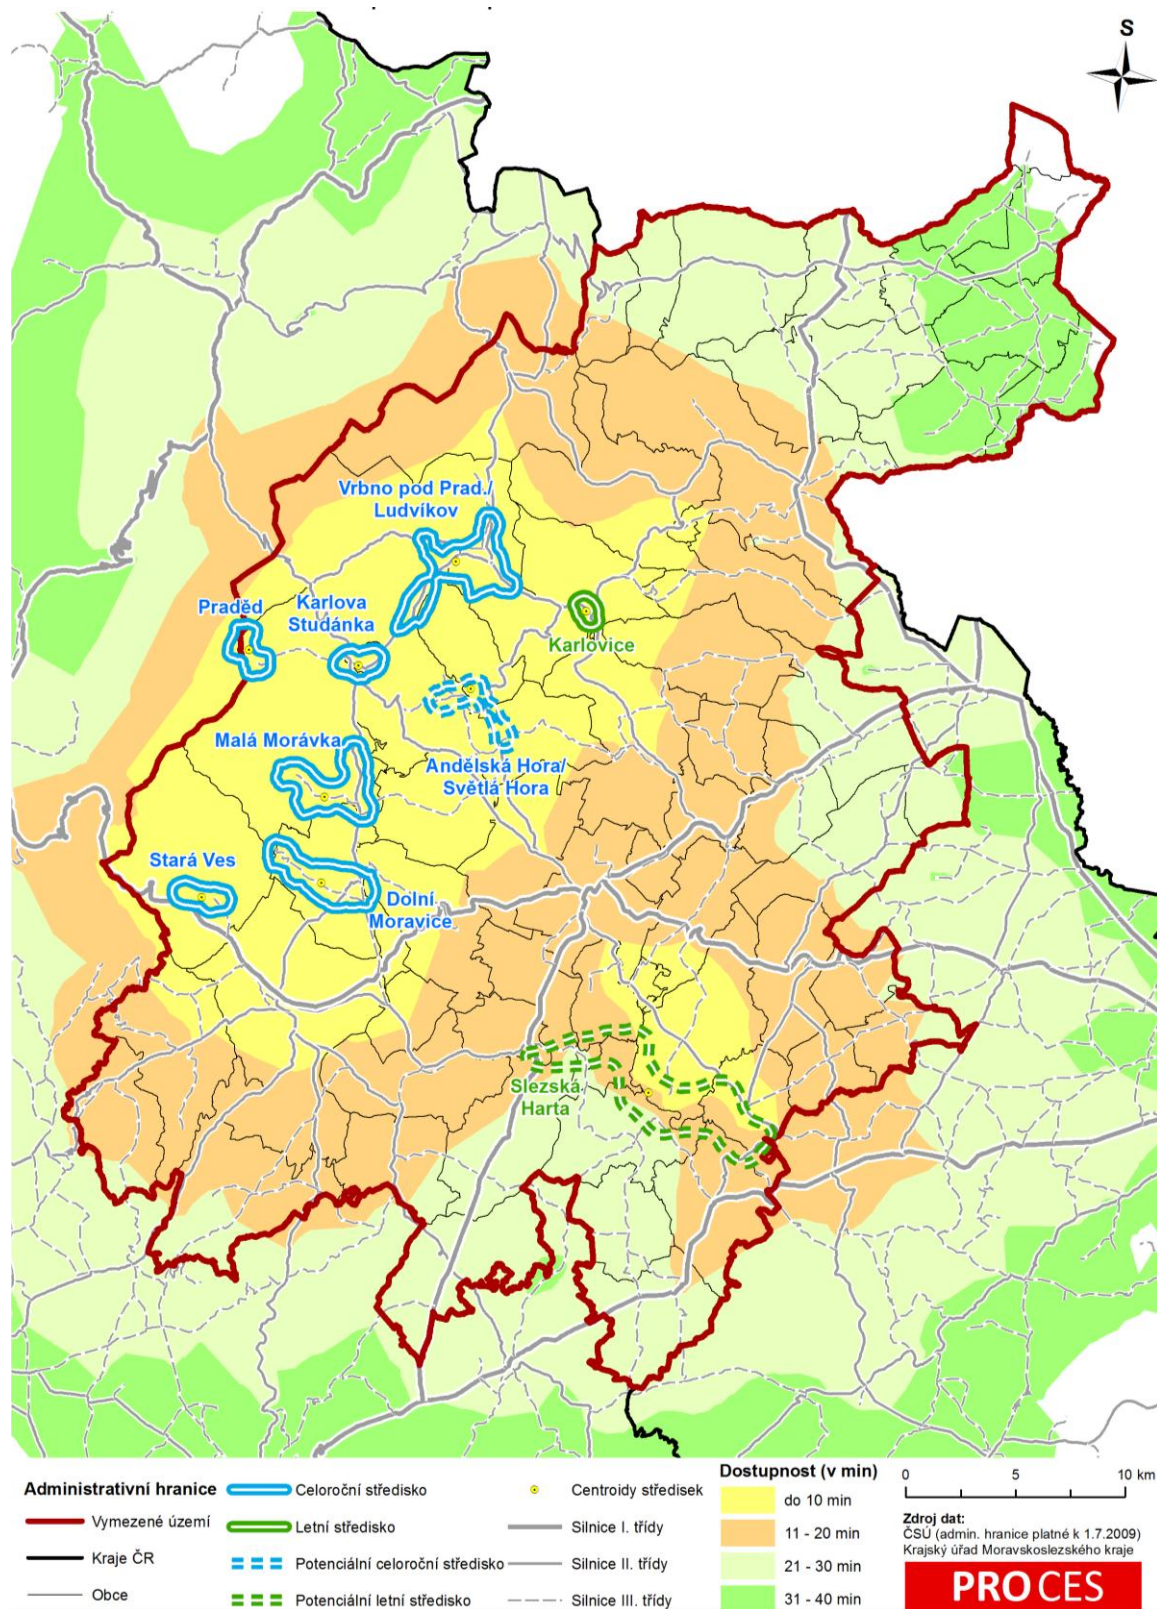 S
Vrbno pod Prad./
Ludvíkov
Praděd
Karlova
Studánka
Karlovice
Malá Morávka
Andělská Hora/
Světlá Hora
Stará Ves
Dolní
Moravice
Slezská
Harta
Administrativní hranice
Vymezené území
Kraje ČR
Obce
Celoroční středisko
Letní středisko
Potenciální celoroční středisko
Potenciální letní středisko
Centroidy středisek
Silnice I. třídy
Silnice II. třídy
Silnice III. třídy
Dostupnost (v min)
do 10 min
11 - 20 min
21 - 30 min
31 - 40 min
0 5 10 km
Zdroj dat:
ČSÚ (admin. hranice platné k 1.7.2009)
Krajský úřad Moravskoslezského kraje
PROCES